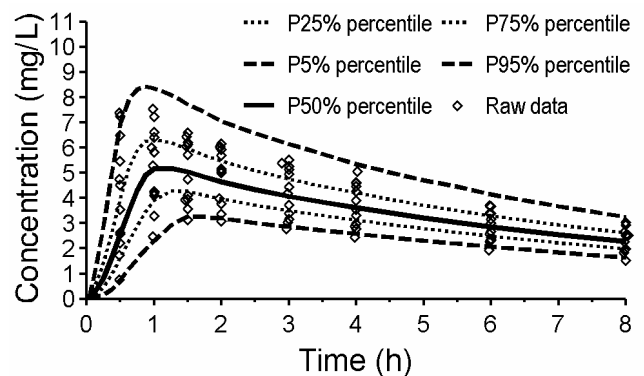 P25% percentile P75% percentile
P5% percentile P95% percentile
P50% percentile Raw data
Concentration (mg/L)
11
10
9
8
7
6
5
4
3
2
1
0
0 1 2 3 4 5 6 7 8
Time (h)